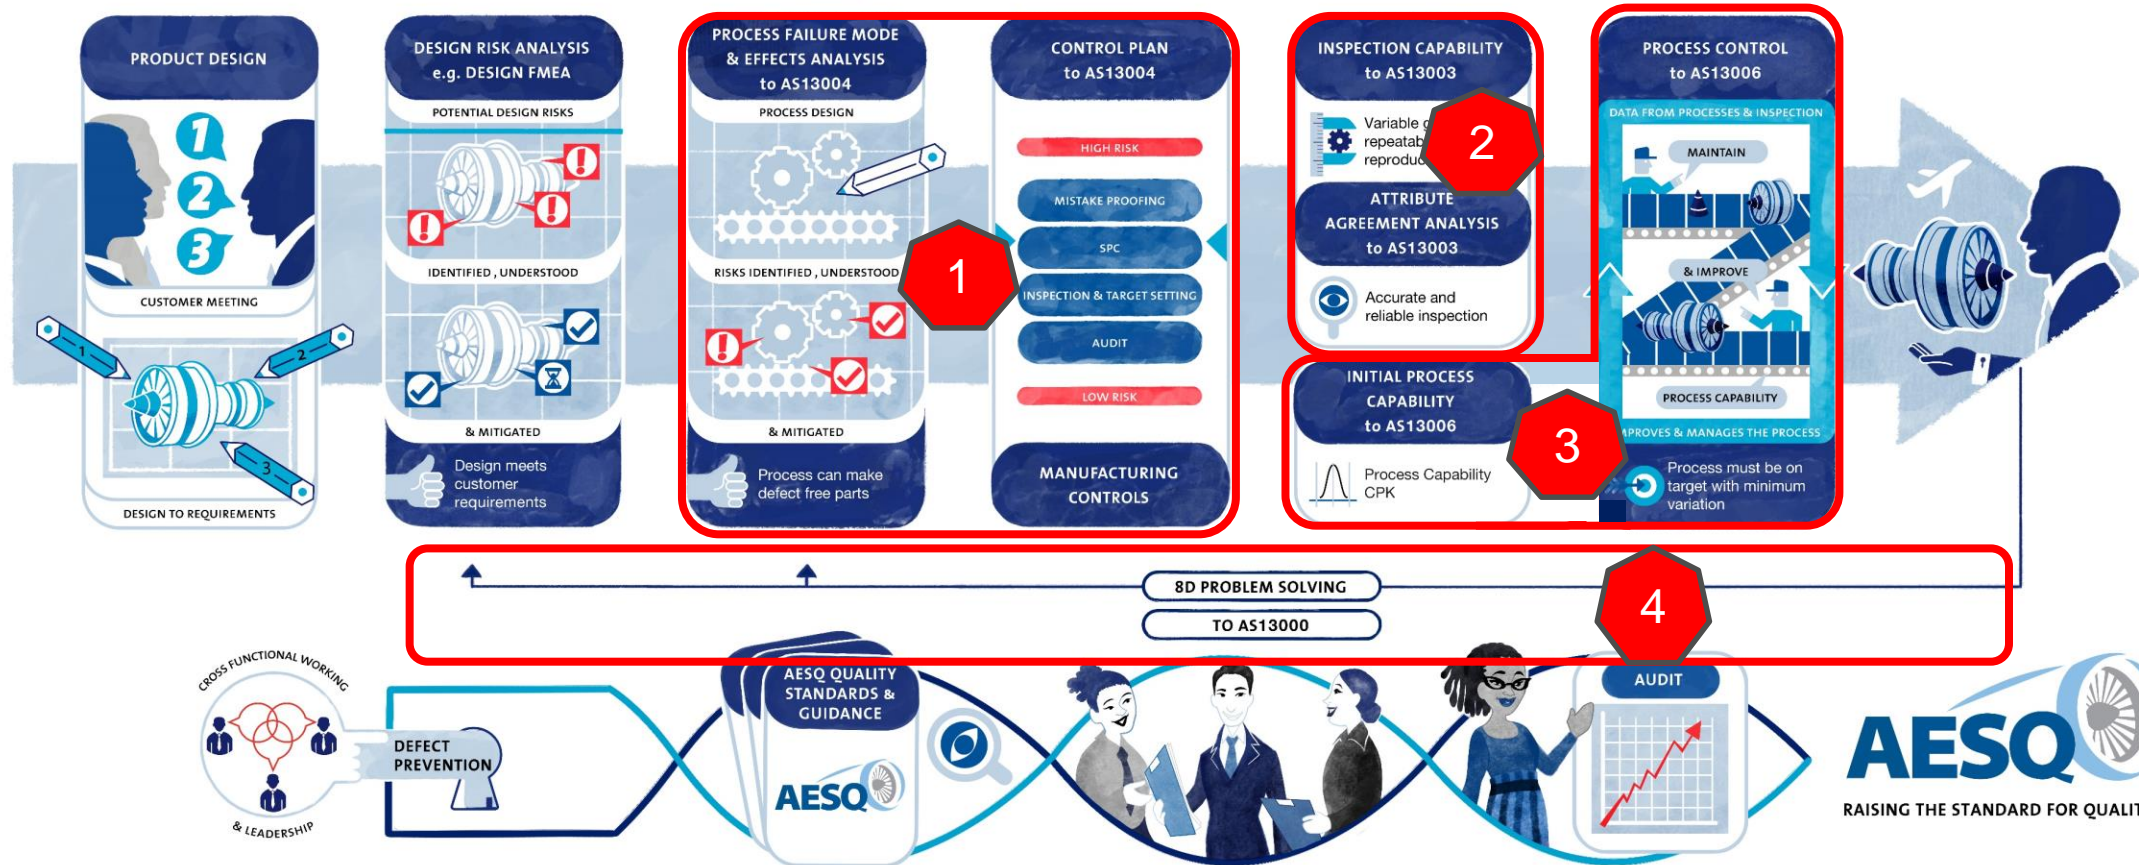 PRODUCT DESIGN
1
2
3
CUSTOMER MEETING
1
2
3
DESIGN TO REQUIREMENTS
DESIGN RISK ANALYSIS
e.g. DESIGN FMEA
POTENTIAL DESIGN RISKS
IDENTIFIED , UNDERSTOOD
& MITIGATED
Design meets
customer
requirements
PROCESS FAILURE MODE
& EFFECTS ANALYSIS
to AS13004
PROCESS DESIGN
RISKS IDENTIFIED , UNDERSTOOD
& MITIGATED
Process can make
defect free parts
1
CONTROL PLAN
to AS13004
HIGH RISK
MISTAKE PROOFING
SPC
INSPECTION & TARGET SETTING
AUDIT
LOW RISK
MANUFACTURING
CONTROLS
INSPECTION CAPABILITY
to AS13003
Variable
2
ATTRIBUTE
AGREEMENT ANALYSIS
to AS13003
Accurate and
reliable inspection
INITIAL PROCESS
CAPABILITY
to AS13006
Process Capability
CPK
3
PROCESS CONTROL
to AS13006
DATA FROM PROCESSES & INSPECTION
MAINTAIN
& IMPROVE
PROCESS CAPABILITY
& MANAGES THE PROCESS
Process must be on
target with minimum
variation
8D PROBLEM SOLVING
TO AS13000
4
CROSS FUNCTIONAL WORKING
& LEADERSHIP
DEFECT
PREVENTION
AESQ QUALITY
STANDARDS &
GUIDANCE
AESQ
AUDIT
AESQ
RAISING THE STANDARD FOR